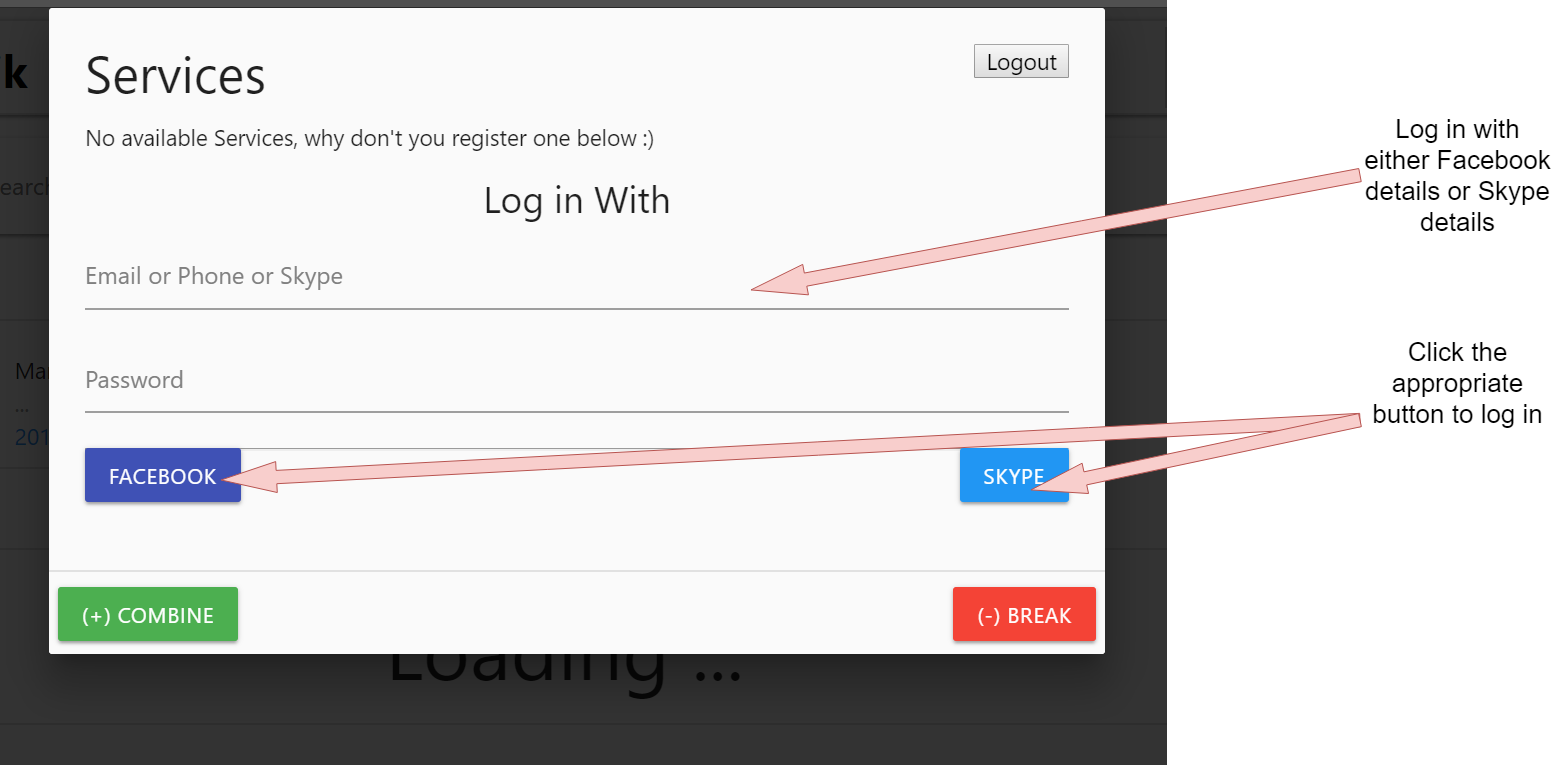 k
Services
Logout
No available Services, why don't you register one below :)
Log in With
Log in with
either Facebook
details or Skype
details
earch
Email or Phone or Skype
Click the
appropriate
button to log in
Mar
Password
...
201
FACEBOOK
SKYPE
(+) COMBINE
(-) BREAK
Loading ...